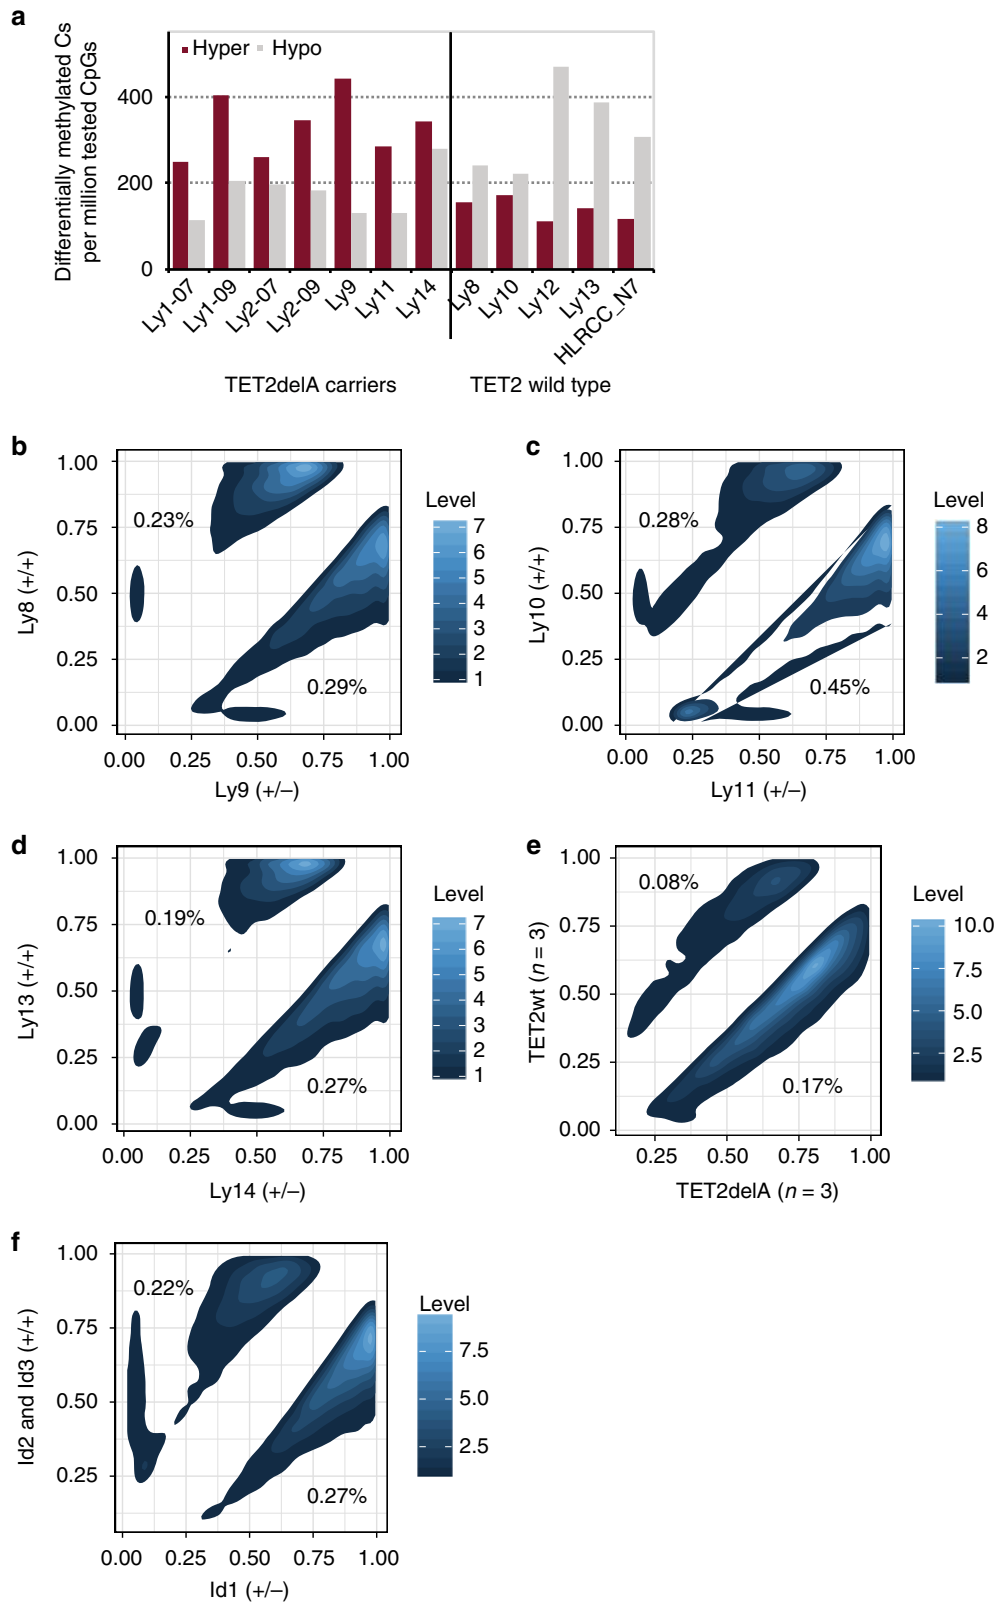 a
Differentially methylated Cs
per million tested CpGs
Hyper Hypo
400
200
0
Ly1-07
Ly1-09
Ly2-07
Ly2-09
Ly9
Ly11
Ly14
Ly8
Ly10
Ly12
Ly13
HLRCC_N7
TET2delA carriers
TET2 wild type
b
Ly8 (+/+)
1.00
0.75
0.50
0.25
0.00
0.23%
0.29%
0.00 0.25 0.50 0.75 1.00
Ly9 (+/–)
Level
7
6
5
4
3
2
1
c
Ly10 (+/+)
1.00
0.75
0.50
0.25
0.00
0.28%
0.45%
0.00 0.25 0.50 0.75 1.00
Ly11 (+/–)
Level
8
6
4
2
d
Ly13 (+/+)
1.00
0.75
0.50
0.25
0.00
0.19%
0.27%
0.00 0.25 0.50 0.75 1.00
Ly14 (+/–)
Level
7
6
5
4
3
2
1
e
TET2wt (n = 3)
1.00
0.75
0.50
0.25
0.00
0.08%
0.17%
0.25 0.50 0.75 1.00
TET2delA (n = 3)
Level
10.0
7.5
5.0
2.5
f
Id2 and Id3 (+/+)
1.00
0.75
0.50
0.25
0.22%
0.27%
0.00 0.25 0.50 0.75 1.00
Id1 (+/–)
Level
7.5
5.0
2.5